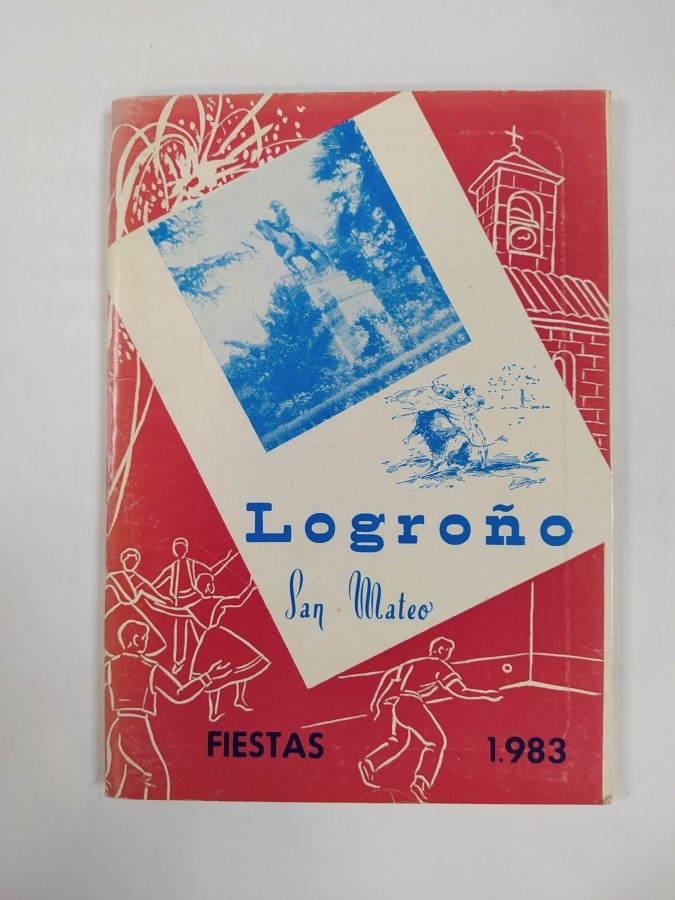 Logroño
San Mateo
FIESTAS 1.983